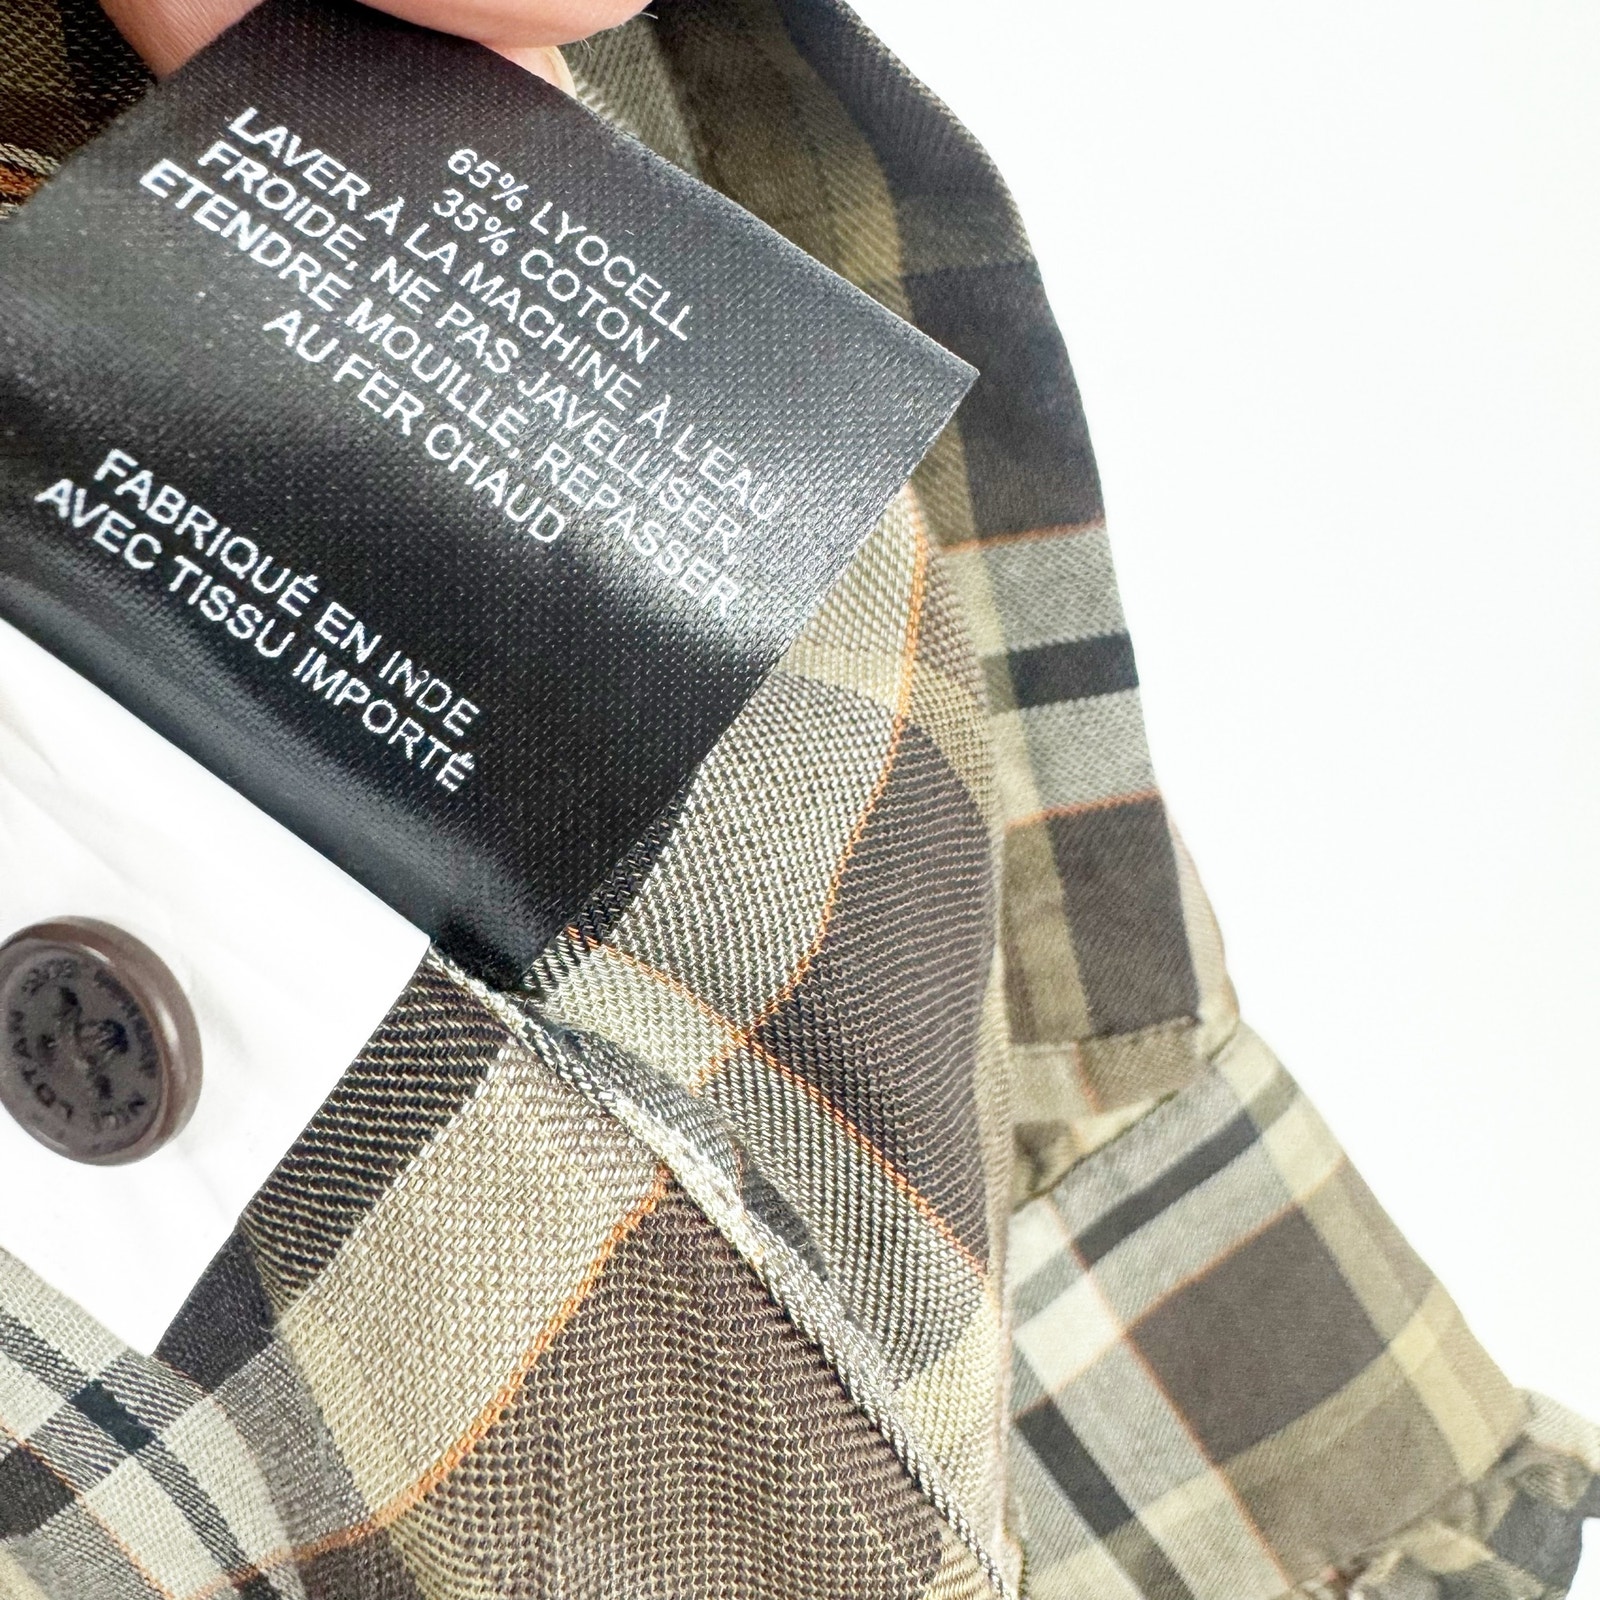 65% LYOCELL
35% COTON
LAVER À LA MACHINE À L'EAU
FROIDE, NE PAS JAVELLISER
ETENDRE MOUILLE, REPASSER
AU FER CHAUD
FABRIQUÉ EN INDE
AVEC TISSU IMPORTÉ